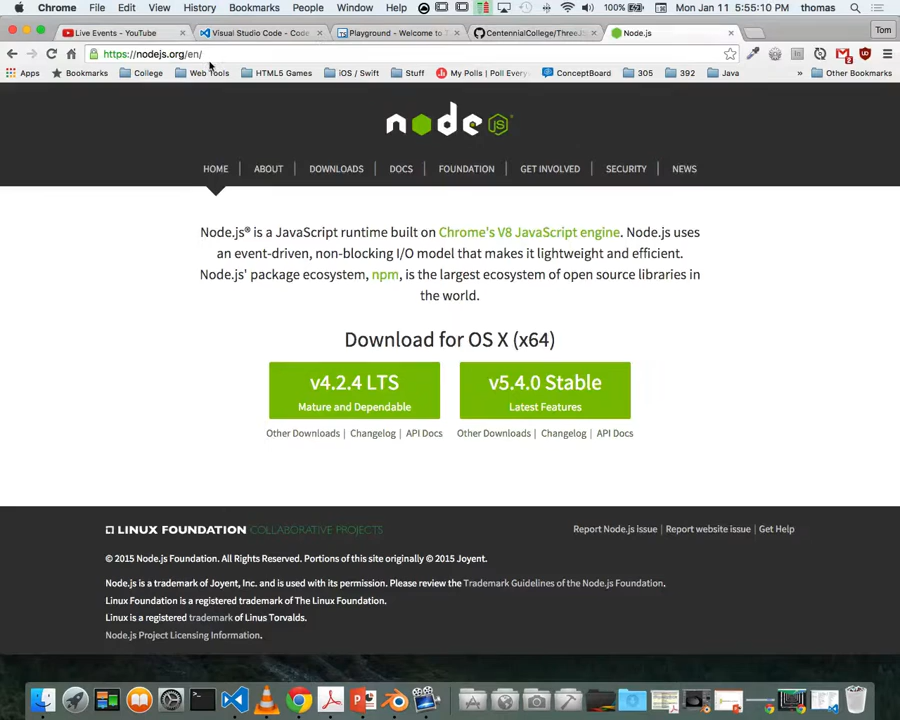 Chrome File Edit View History Bookmarks People Window Help 100% Mon Jan 11 5:55:10 PM thomas
Live Events - YouTube Visual Studio Code - Code Playground - Welcome to CentennialCollege/ThreeJS Node.js Tom
https://nodejs.org/en/
Apps Bookmarks College Web Tools HTML5 Games iOS / Swift Stuff My Polls | Poll Every ConceptBoard 305 392 Java » Other Bookmarks
node JS
HOME ABOUT DOWNLOADS DOCS FOUNDATION GET INVOLVED SECURITY NEWS
Node.js® is a JavaScript runtime built on Chrome's V8 JavaScript engine. Node.js uses
an event-driven, non-blocking I/O model that makes it lightweight and efficient.
Node.js' package ecosystem, npm, is the largest ecosystem of open source libraries in
the world.
Download for OS X (x64)
v4.2.4 LTS v5.4.0 Stable
Mature and Dependable Latest Features
Other Downloads | Changelog | API Docs Other Downloads | Changelog | API Docs
LINUX FOUNDATION COLLABORATIVE PROJECTS Report Node.js issue | Report website issue | Get Help
© 2015 Node.js Foundation. All Rights Reserved. Portions of this site originally © 2015 Joyent.
Node.js is a trademark of Joyent, Inc. and is used with its permission. Please review the Trademark Guidelines of the Node.js Foundation.
Linux Foundation is a registered trademark of The Linux Foundation.
Linux is a registered trademark of Linus Torvalds.
Node.js Project Licensing Information.